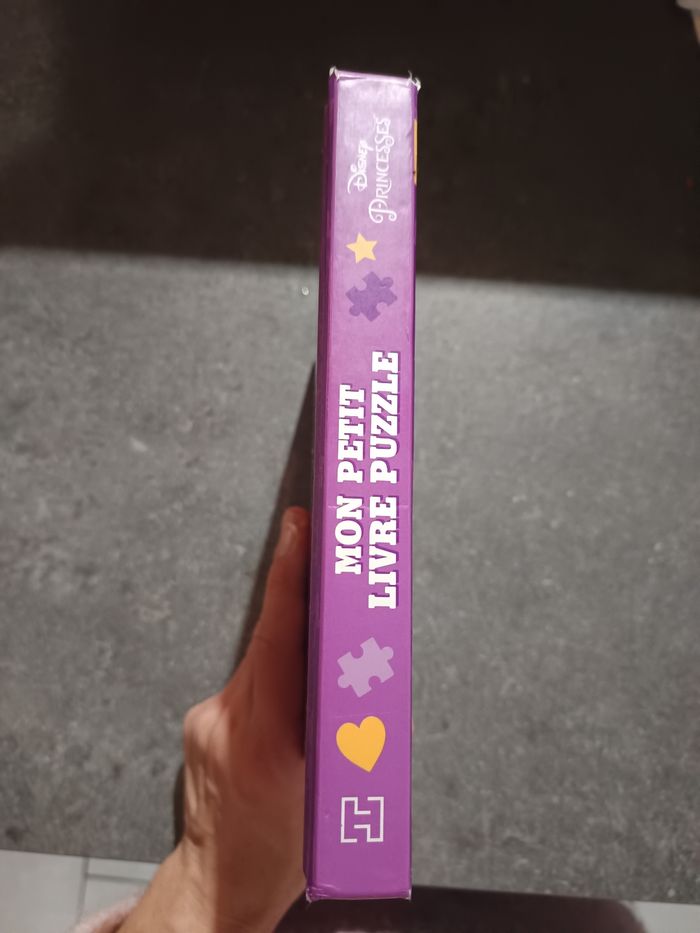 MON PETIT
LIVRE PUZZLE
DISNEY
PRINCESSES
H